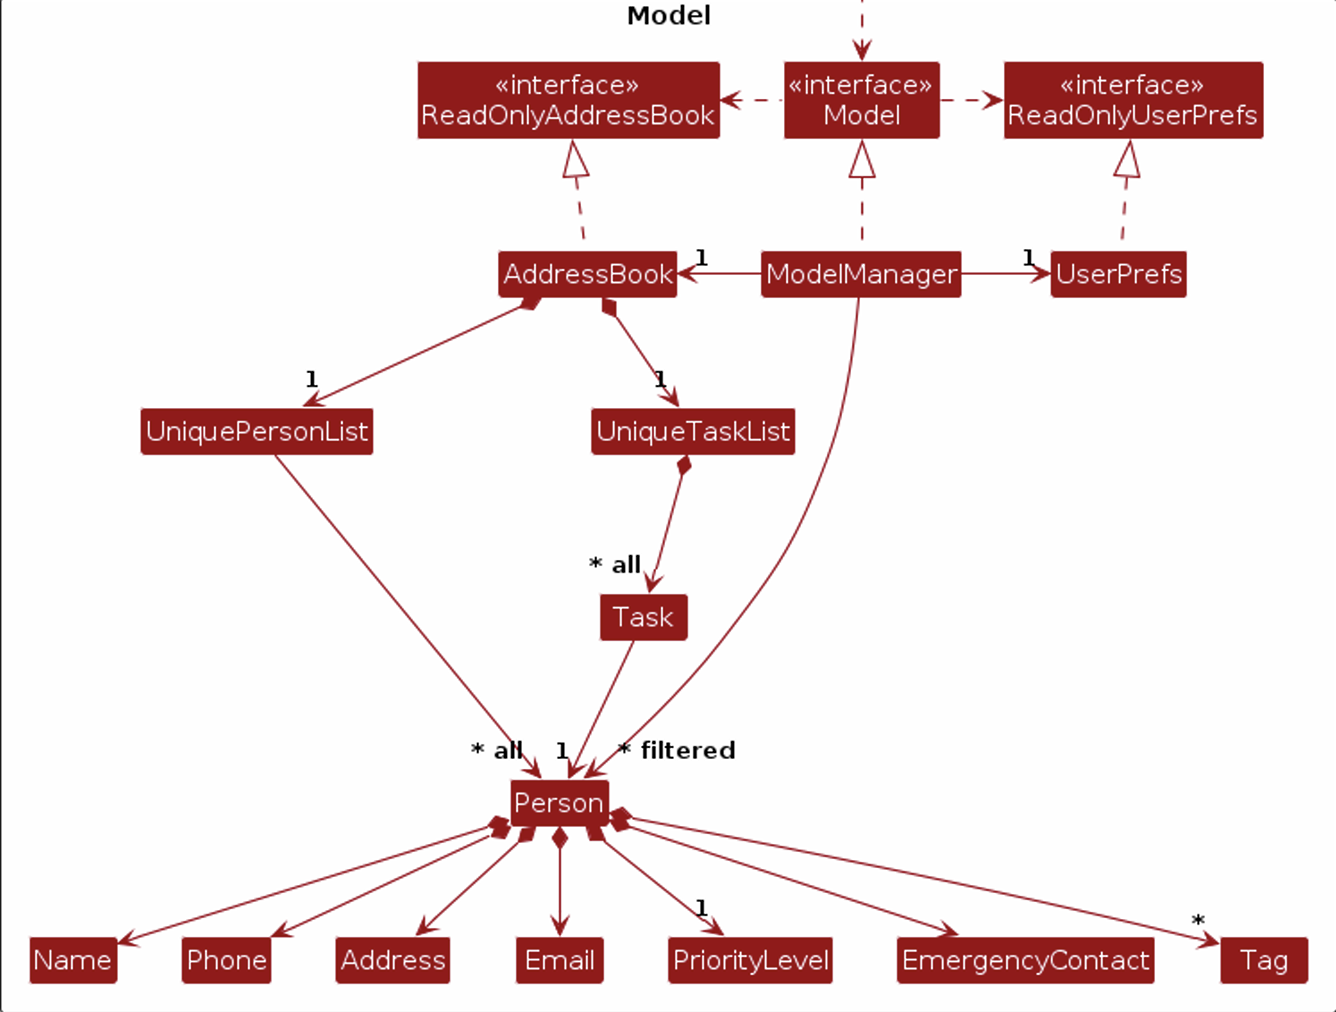 Model
«interface»
ReadOnlyAddressBook
«interface»
Model
«interface»
ReadOnlyUserPrefs
AddressBook
1
ModelManager
1
UserPrefs
1
1
UniquePersonList
UniqueTaskList
* all
Task
* all
1
* filtered
Person
1
*
Name
Phone
Address
Email
PriorityLevel
EmergencyContact
Tag